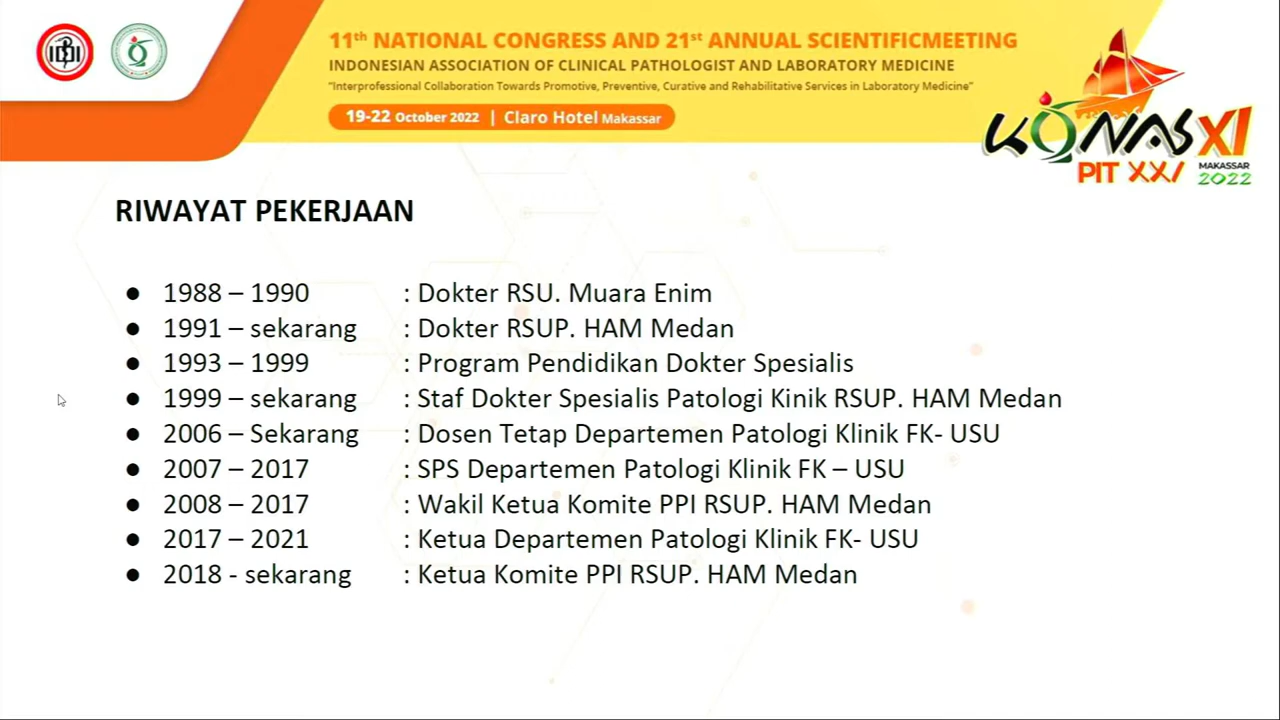 11th NATIONAL CONGRESS AND 21st ANNUAL SCIENTIFICMEETING
INDONESIAN ASSOCIATION OF CLINICAL PATHOLOGIST AND LABORATORY MEDICINE
"Interprofessional Collaboration Towards Promotive, Preventive, Curative and Rehabilitative Services in Laboratory Medicine"
19-22 October 2022 | Claro Hotel Makassar
KONAS XI
PIT XXI
MAKASSAR
2022
RIWAYAT PEKERJAAN
● 1988 – 1990 : Dokter RSU. Muara Enim
● 1991 – sekarang : Dokter RSUP. HAM Medan
● 1993 – 1999 : Program Pendidikan Dokter Spesialis
● 1999 – sekarang : Staf Dokter Spesialis Patologi Kinik RSUP. HAM Medan
● 2006 – Sekarang : Dosen Tetap Departemen Patologi Klinik FK- USU
● 2007 – 2017 : SPS Departemen Patologi Klinik FK – USU
● 2008 – 2017 : Wakil Ketua Komite PPI RSUP. HAM Medan
● 2017 – 2021 : Ketua Departemen Patologi Klinik FK- USU
● 2018 - sekarang : Ketua Komite PPI RSUP. HAM Medan